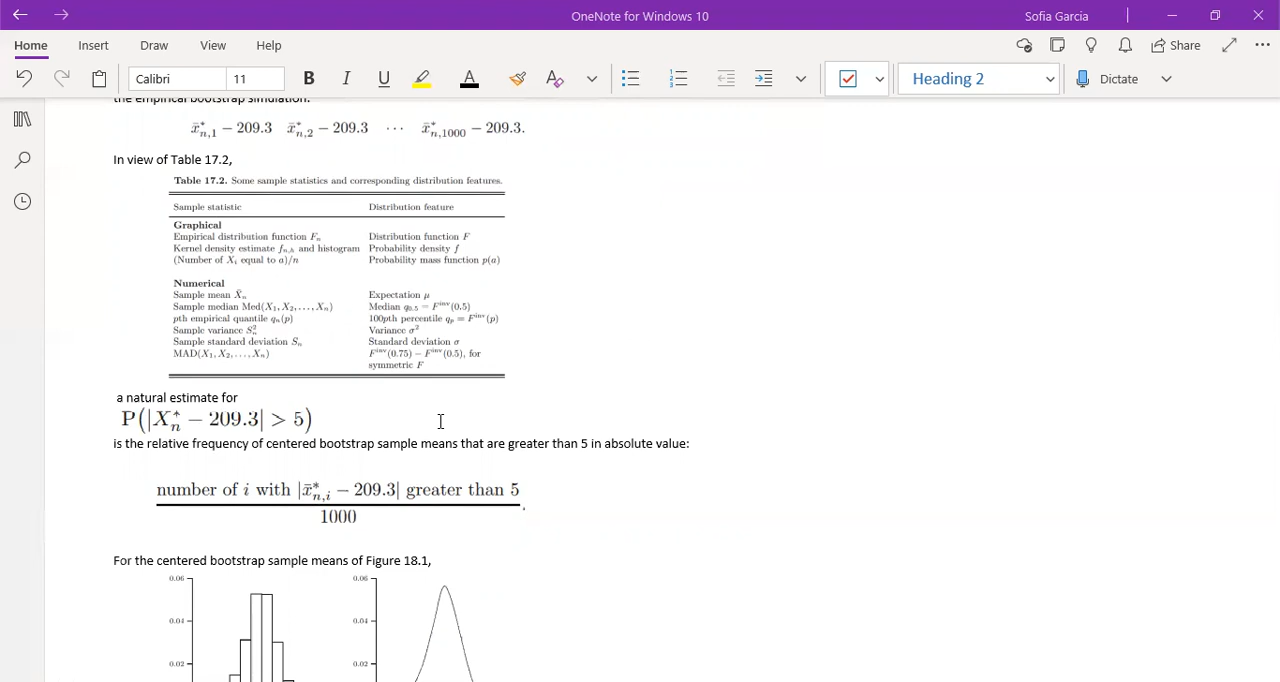 OneNote for Windows 10
Sofia Garcia
Home Insert Draw View Help
Share
Calibri 11 B I U A A Heading 2 Dictate
the empirical bootstrap simulation:
x̄*n,1 − 209.3 x̄*n,2 − 209.3 ··· x̄*n,1000 − 209.3.
In view of Table 17.2,
Table 17.2. Some sample statistics and corresponding distribution features.
Sample statistic Distribution feature
Graphical
Empirical distribution function Fn Distribution function F
Kernel density estimate fn,h and histogram Probability density f
(Number of Xi equal to a)/n Probability mass function p(a)
Numerical
Sample mean X̄n Expectation μ
Sample median Med(X1, X2, . . . , Xn) Median q0.5 = Finv(0.5)
pth empirical quantile qn(p) 100pth percentile qp = Finv(p)
Sample variance S²n Variance σ²
Sample standard deviation Sn Standard deviation σ
MAD(X1, X2, . . . , Xn) Finv(0.75) − Finv(0.5), for
symmetric F
a natural estimate for
P(|X*n − 209.3| > 5)
is the relative frequency of centered bootstrap sample means that are greater than 5 in absolute value:
number of i with |x̄*n,i − 209.3| greater than 5
1000
.
For the centered bootstrap sample means of Figure 18.1,
0.06 0.06
0.04 0.04
0.02 0.02